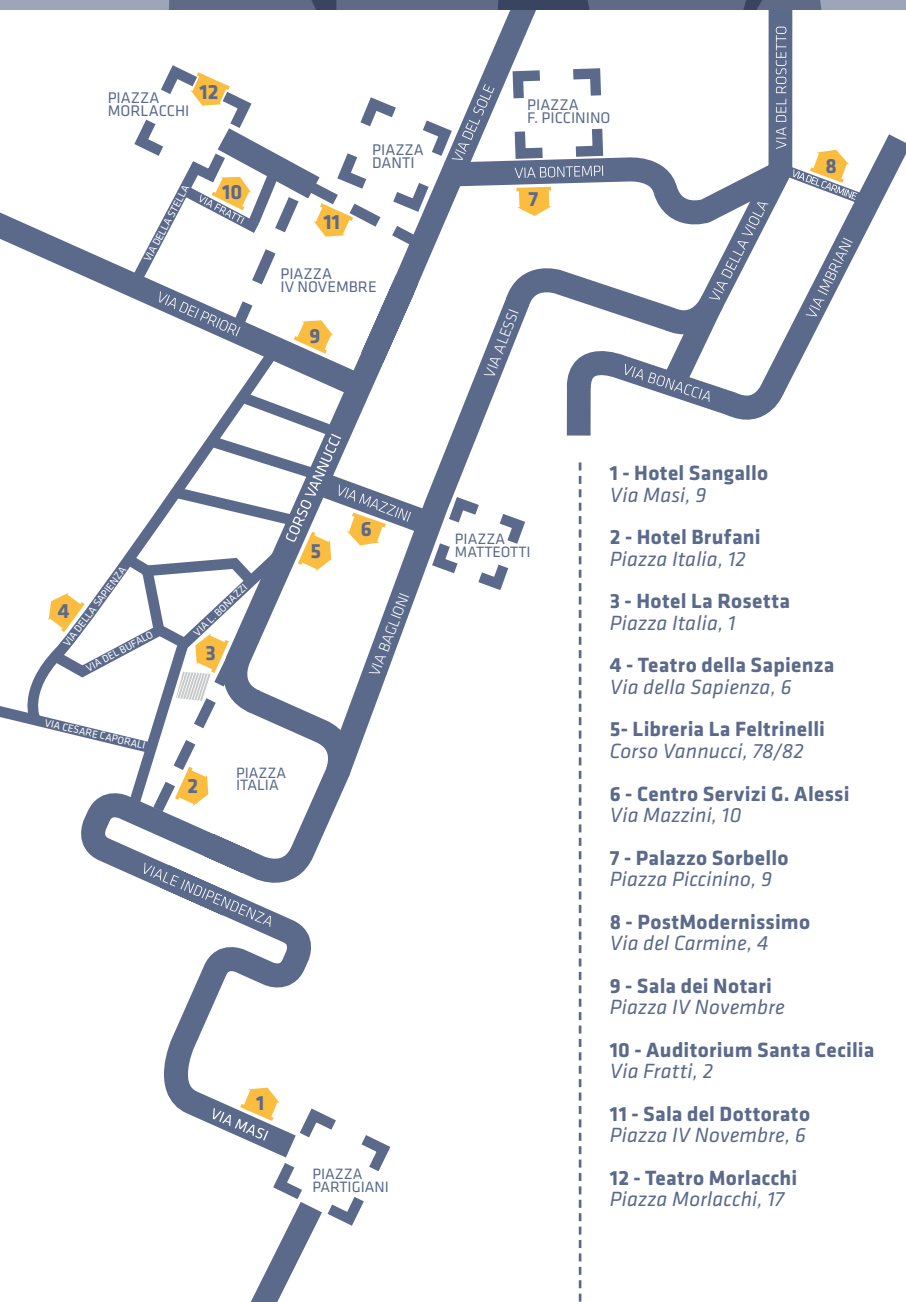 VIA DEL SOLE
VIA DEL ROSCETTO
12
PIAZZA
MORLACCHI
PIAZZA
F. PICCININO
PIAZZA
DANTI
8
VIA DEL CARMINE
VIA BONTEMPI
7
10
VIA FRATTI
VIA DELLA STELLA
11
VIA DELLA VIOLA
VIA IMBRIANI
PIAZZA
IV NOVEMBRE
VIA DEI PRIORI
9
VIA ALESSI
VIA BONACCIA
CORSO VANNUCCI
VIA MAZZINI
6
5
PIAZZA
MATTEOTTI
4
VIA DELLA SAPIENZA
VIA L. BONAZZI
VIA DEL BUFALO
3
VIA BAGLIONI
VIA CESARE CAPORALI
2
PIAZZA
ITALIA
VIALE INDIPENDENZA
1
VIA MASI
PIAZZA
PARTIGIANI
1 - Hotel Sangallo
Via Masi, 9
2 - Hotel Brufani
Piazza Italia, 12
3 - Hotel La Rosetta
Piazza Italia, 1
4 - Teatro della Sapienza
Via della Sapienza, 6
5- Libreria La Feltrinelli
Corso Vannucci, 78/82
6 - Centro Servizi G. Alessi
Via Mazzini, 10
7 - Palazzo Sorbello
Piazza Piccinino, 9
8 - PostModernissimo
Via del Carmine, 4
9 - Sala dei Notari
Piazza IV Novembre
10 - Auditorium Santa Cecilia
Via Fratti, 2
11 - Sala del Dottorato
Piazza IV Novembre, 6
12 - Teatro Morlacchi
Piazza Morlacchi, 17